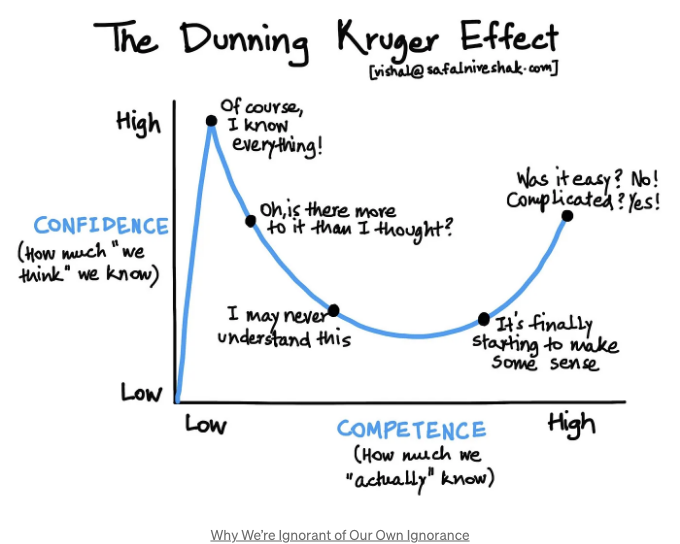 The Dunning Kruger Effect
[vishal@safalniveshak.com]
High
Of course,
I know
everything!
Was it easy? No!
Complicated? Yes!
CONFIDENCE
(How much "we
think" we know)
Oh, is there more
to it than I thought?
I may never
understand this
It's finally
starting to make
some sense
Low
Low
COMPETENCE
High
(How much we
"actually" know)
Why We're Ignorant of Our Own Ignorance